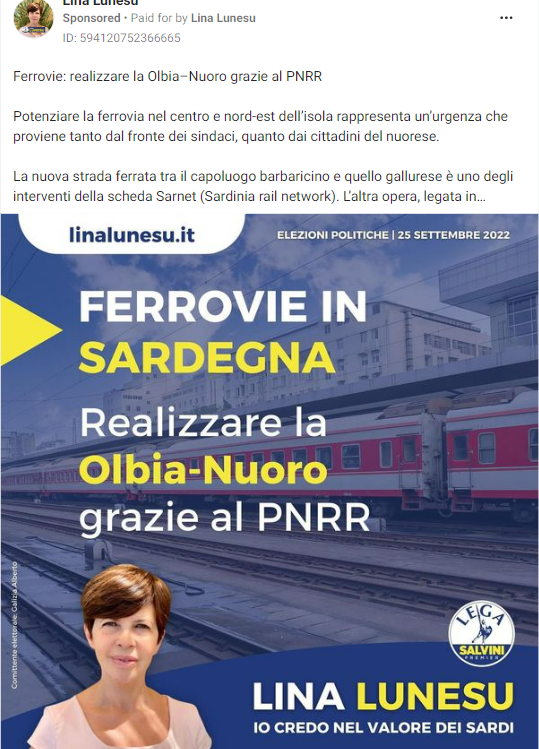 Lina Lunesu
Sponsored • Paid for by Lina Lunesu
ID: 594120752366665
Ferrovie: realizzare la Olbia–Nuoro grazie al PNRR
Potenziare la ferrovia nel centro e nord-est dell'isola rappresenta un'urgenza che
proviene tanto dal fronte dei sindaci, quanto dai cittadini del nuorese.
La nuova strada ferrata tra il capoluogo barbaricino e quello gallurese è uno degli
interventi della scheda Sarnet (Sardinia rail network). L'altra opera, legata in...
linalunesu.it
ELEZIONI POLITICHE | 25 SETTEMBRE 2022
FERROVIE IN
SARDEGNA
Realizzare la
Olbia-Nuoro
grazie al PNRR
Comittente elettorale: Galizia Alberto
LEGA
SALVINI
PREMIER
LINA LUNESU
IO CREDO NEL VALORE DEI SARDI